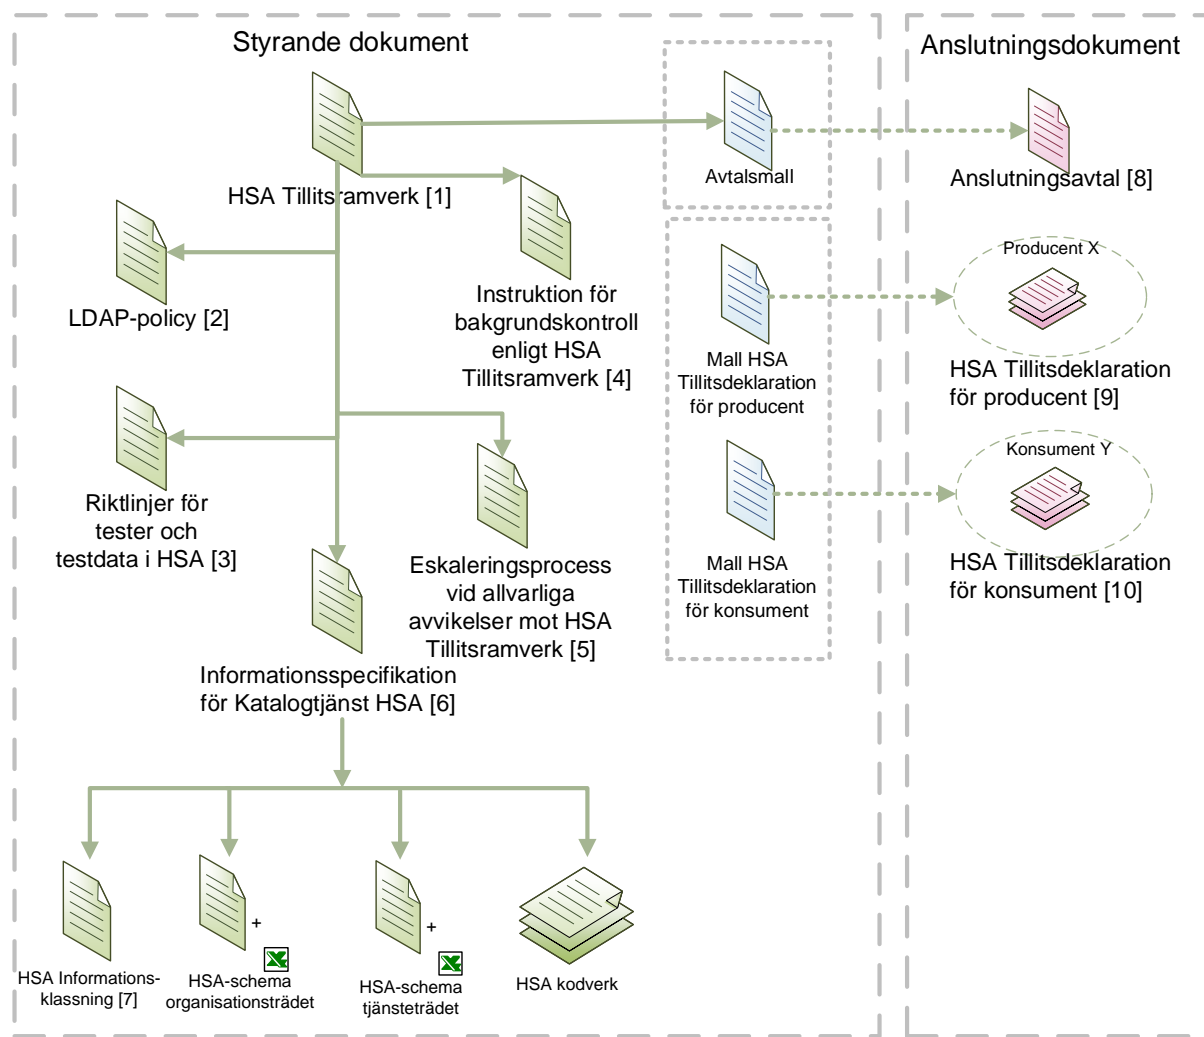 Styrande dokument
HSA Tillitsramverk [1]
LDAP-policy [2]
Instruktion för
bakgrundskontroll
enligt HSA
Tillitsramverk [4]
Riktlinjer för
tester och
testdata i HSA [3]
Eskaleringsprocess
vid allvarliga
avvikelser mot HSA
Tillitsramverk [5]
Informationsspecifikation
för Katalogtjänst HSA [6]
HSA Informations-
klassning [7]
+
HSA-schema
organisationsträdet
+
HSA-schema
tjänsteträdet
HSA kodverk
Avtalsmall
Mall HSA
Tillitsdeklaration
för producent
Mall HSA
Tillitsdeklaration
för konsument
Anslutningsdokument
Anslutningsavtal [8]
Producent X
HSA Tillitsdeklaration
för producent [9]
Konsument Y
HSA Tillitsdeklaration
för konsument [10]